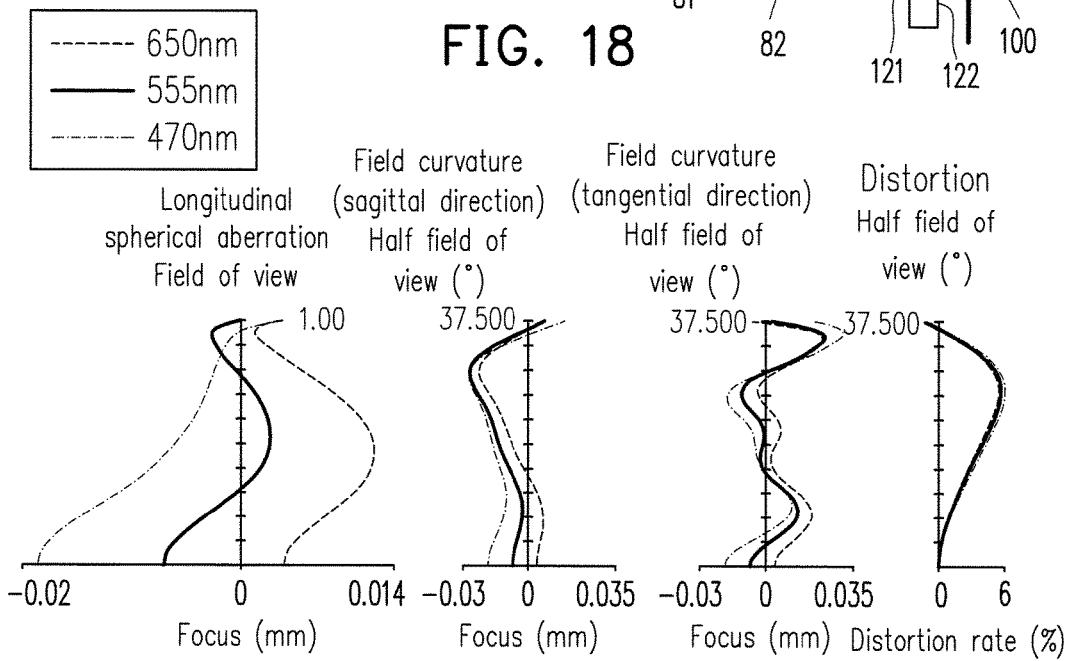 82
121
122
100
FIG. 18
650nm
555nm
470nm
Longitudinal
spherical aberration
Field of view
1.00
-0.02
0
0.014
Focus (mm)
Field curvature
(sagittal direction)
Half field of
view (°)
37.500
-0.03
0
0.035
Focus (mm)
Field curvature
(tangential direction)
Half field of
view (°)
37.500
-0.03
0
0.035
Focus (mm)
Distortion
Half field of
view (°)
37.500
0
6
Distortion rate (%)